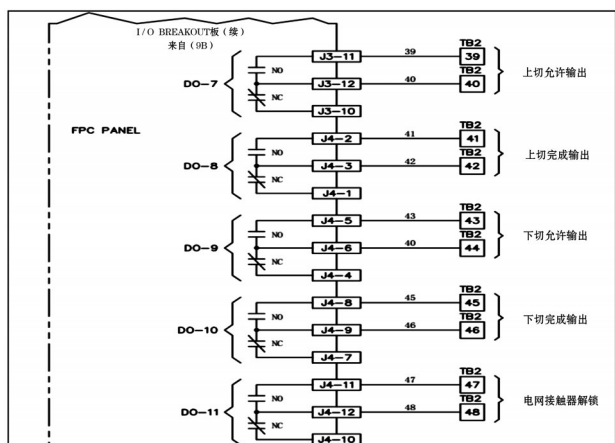 I/O BREAKOUT板(续)
来自(9B)
FPC PANEL
DO-7
NO
NC
J3-11
39
TB2
39
J3-12
40
TB2
40
J3-10
上切允许输出
DO-8
NO
NC
J4-2
41
TB2
41
J4-3
42
TB2
42
J4-1
上切完成输出
DO-9
NO
NC
J4-5
43
TB2
43
J4-6
40
TB2
44
J4-4
下切允许输出
DO-10
NO
NC
J4-8
45
TB2
45
J4-9
46
TB2
46
J4-7
下切完成输出
DO-11
NO
NC
J4-11
47
TB2
47
J4-12
48
TB2
48
J4-10
电网接触器解锁